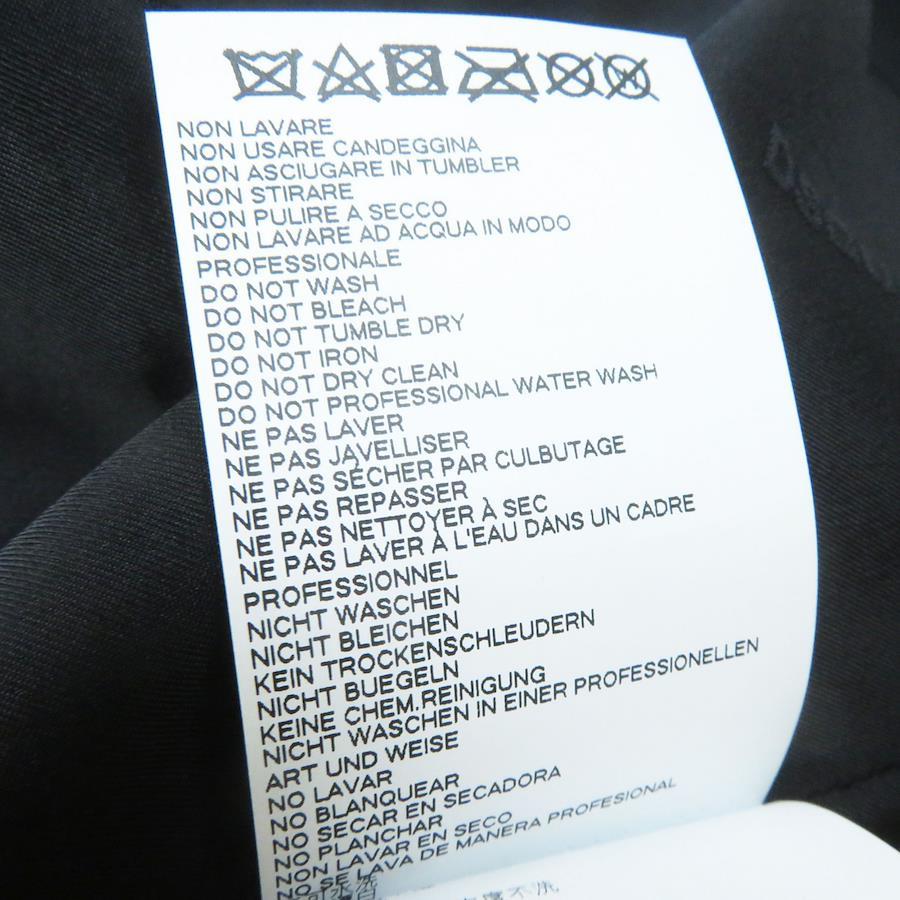 NON LAVARE
NON USARE CANDEGGINA
NON ASCIUGARE IN TUMBLER
NON STIRARE
NON PULIRE A SECCO
NON LAVARE AD ACQUA IN MODO
PROFESSIONALE
DO NOT WASH
DO NOT BLEACH
DO NOT TUMBLE DRY
DO NOT IRON
DO NOT DRY CLEAN
DO NOT PROFESSIONAL WATER WASH
NE PAS LAVER
NE PAS JAVELLISER
NE PAS SÉCHER PAR CULBUTAGE
NE PAS REPASSER
NE PAS NETTOYER À SEC
NE PAS LAVER À L'EAU DANS UN CADRE
PROFESSIONNEL
NICHT WASCHEN
NICHT BLEICHEN
KEIN TROCKENSCHLEUDERN
NICHT BUEGELN
KEINE CHEM.REINIGUNG
NICHT WASCHEN IN EINER PROFESSIONELLEN
ART UND WEISE
NO LAVAR
NO BLANQUEAR
NO SECAR EN SECADORA
NO PLANCHAR
NON LAVAR EN SECO
NO SE LAVA DE MANERA PROFESIONAL